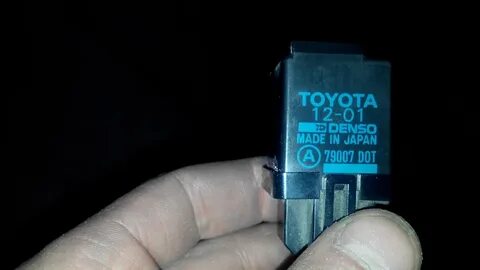 TOYOTA
12-01
DENSO
MADE IN JAPAN
A 79007 DOT